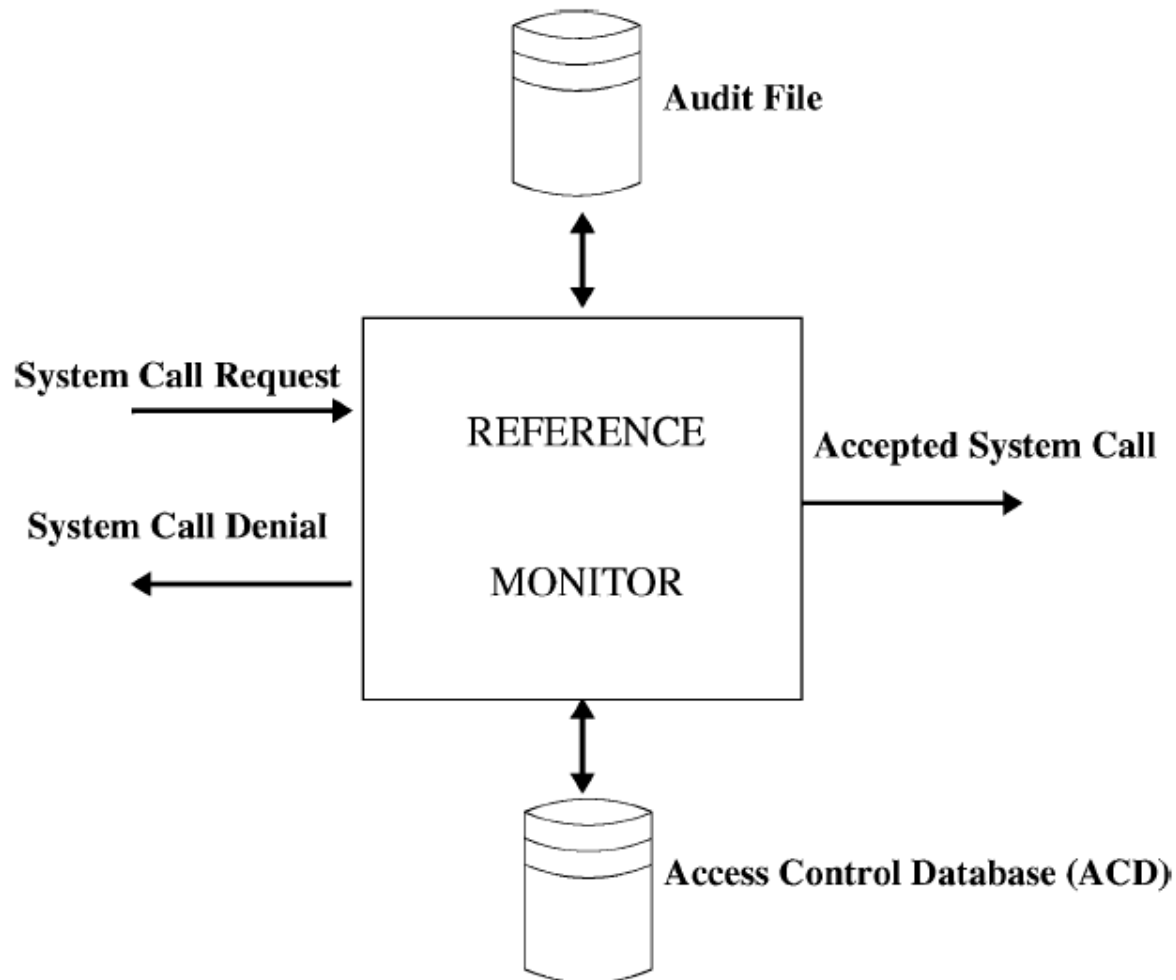 Audit File
System Call Request
REFERENCE
Accepted System Call
System Call Denial
MONITOR
Access Control Database (ACD)